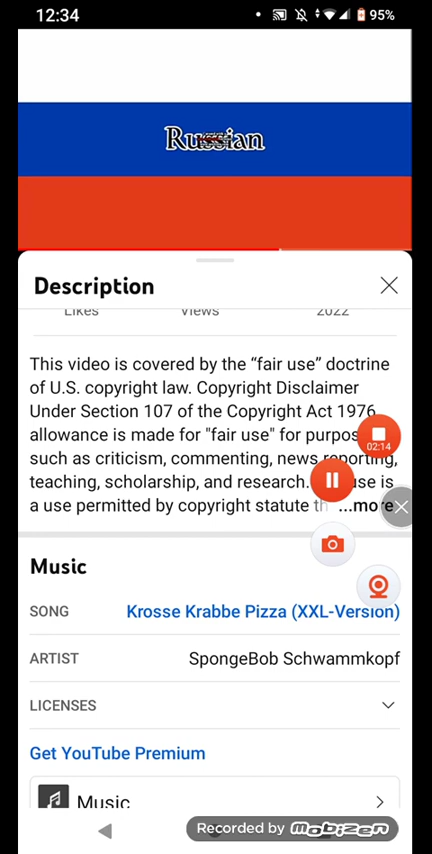 12:34
95%
Russian
Description
Likes Views 2022
This video is covered by the “fair use” doctrine
of U.S. copyright law. Copyright Disclaimer
Under Section 107 of the Copyright Act 1976,
allowance is made for "fair use" for purpos
02:14
such as criticism, commenting, news reporting,
teaching, scholarship, and research. use is
a use permitted by copyright statute th ...more
Music
SONG Krosse Krabbe Pizza (XXL-Version)
ARTIST SpongeBob Schwammkopf
LICENSES
Get YouTube Premium
Music
Recorded by mobizen